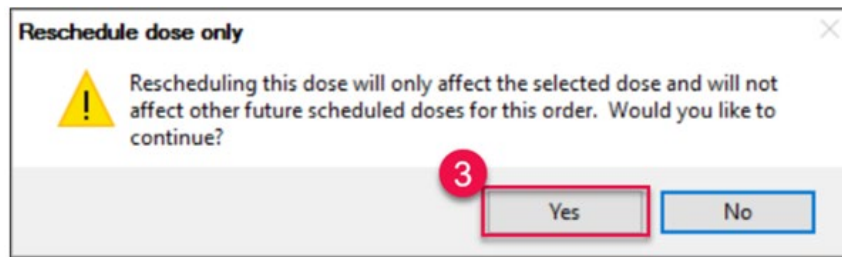 Reschedule dose only
Rescheduling this dose will only affect the selected dose and will not
affect other future scheduled doses for this order.  Would you like to
continue?
3
Yes No